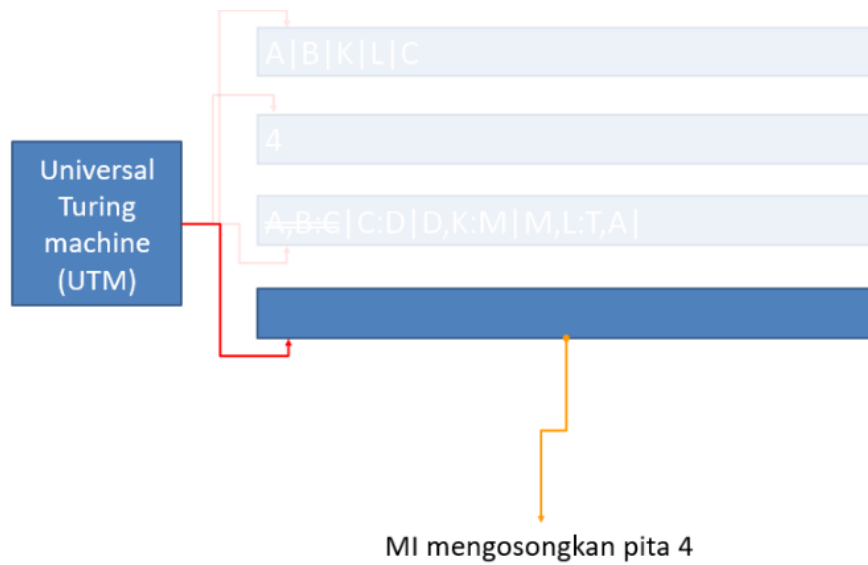 A|B|K|L|C
4
A,B:C|C:D|D,K:M|M,L:T,A|
Universal
Turing
machine
(UTM)
MI mengosongkan pita 4